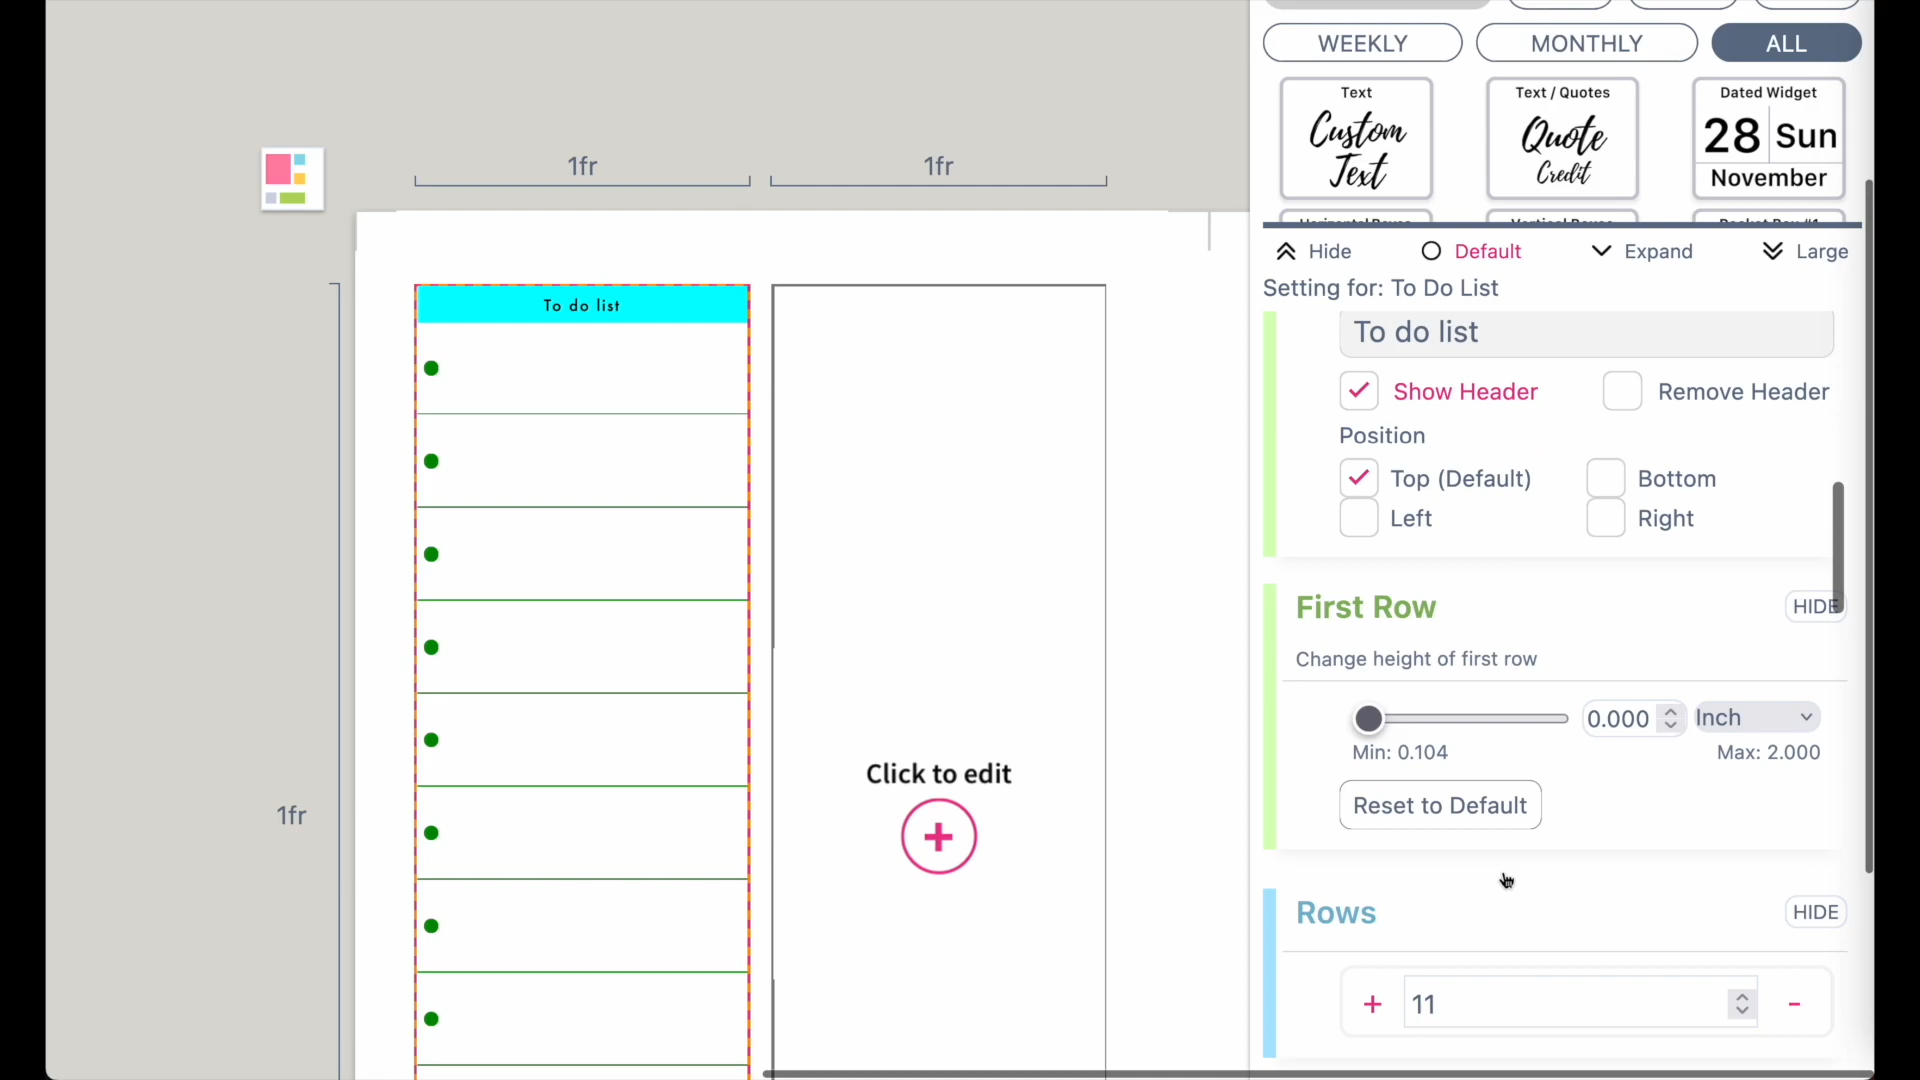 WEEKLY MONTHLY ALL
Text
Custom
Text
Text / Quotes
Quote
Credit
Dated Widget
28 Sun
November
Hide Default Expand Large
Setting for: To Do List
To do list
Show Header Remove Header
Position
Top (Default) Bottom
Left Right
First Row HIDE
Change height of first row
0.000 Inch
Min: 0.104 Max: 2.000
Reset to Default
Rows HIDE
+ 11 -
1fr 1fr
To do list
Click to edit
+
1fr